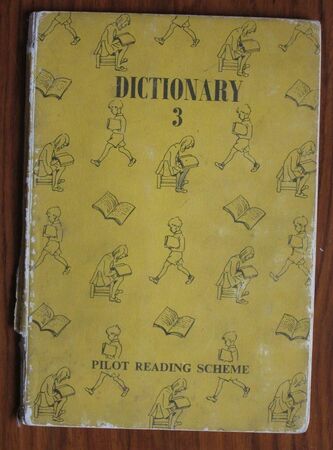 DICTIONARY
3
PILOT READING SCHEME